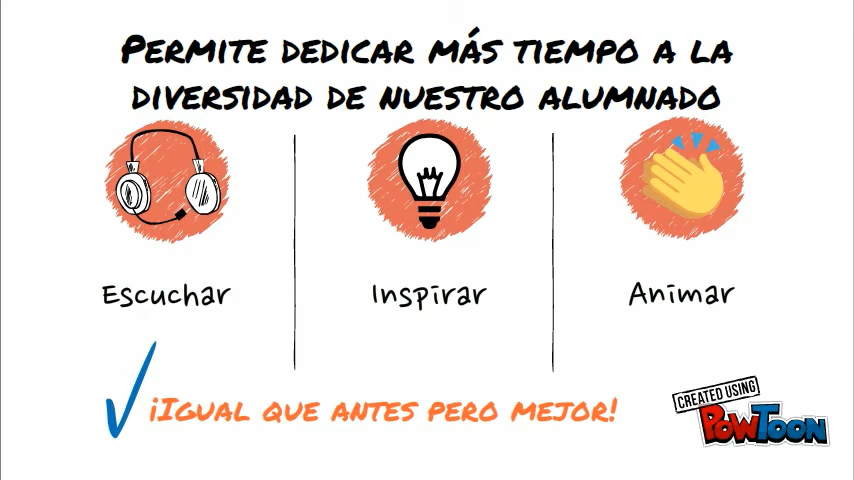 Permite dedicar más tiempo a la
diversidad de nuestro alumnado
Escuchar
Inspirar
Animar
¡Igual que antes pero mejor!
CREATED USING
PowToon